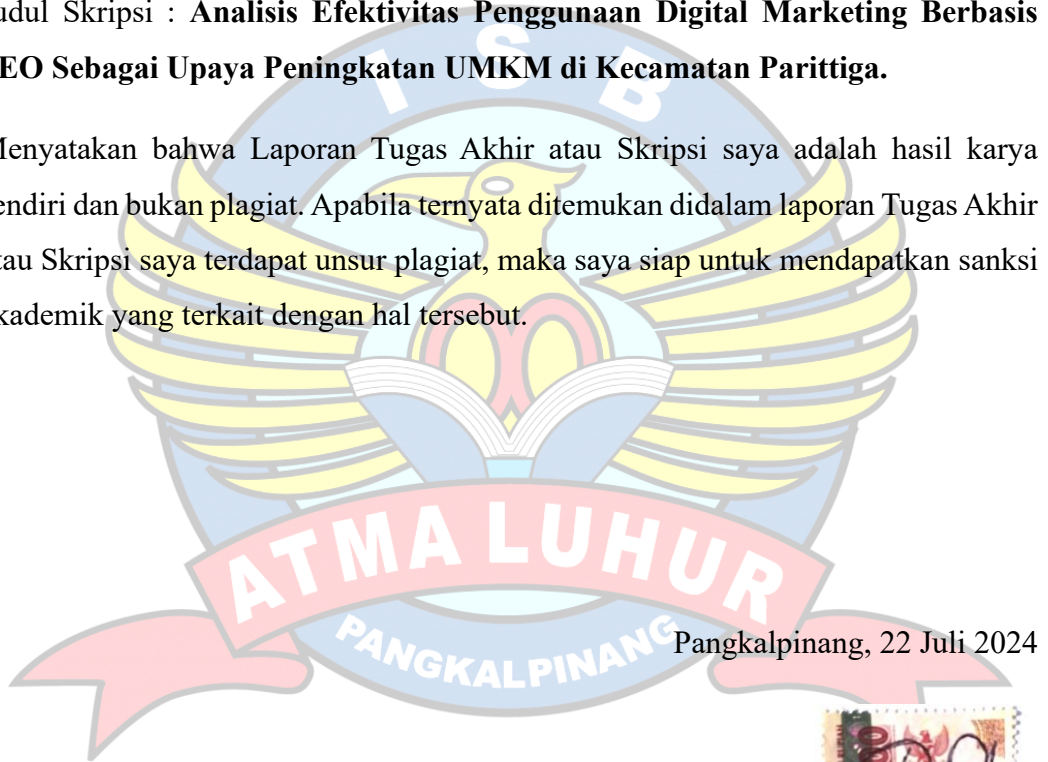 udul Skripsi : Analisis Efektivitas Penggunaan Digital Marketing Berbasis
EO Sebagai Upaya Peningkatan UMKM di Kecamatan Parittiga.
Menyatakan bahwa Laporan Tugas Akhir atau Skripsi saya adalah hasil karya
endiri dan bukan plagiat. Apabila ternyata ditemukan didalam laporan Tugas Akhir
tau Skripsi saya terdapat unsur plagiat, maka saya siap untuk mendapatkan sanksi
kademik yang terkait dengan hal tersebut.
I S B
ATMA LUHUR
PANGKALPINANG
Pangkalpinang, 22 Juli 2024